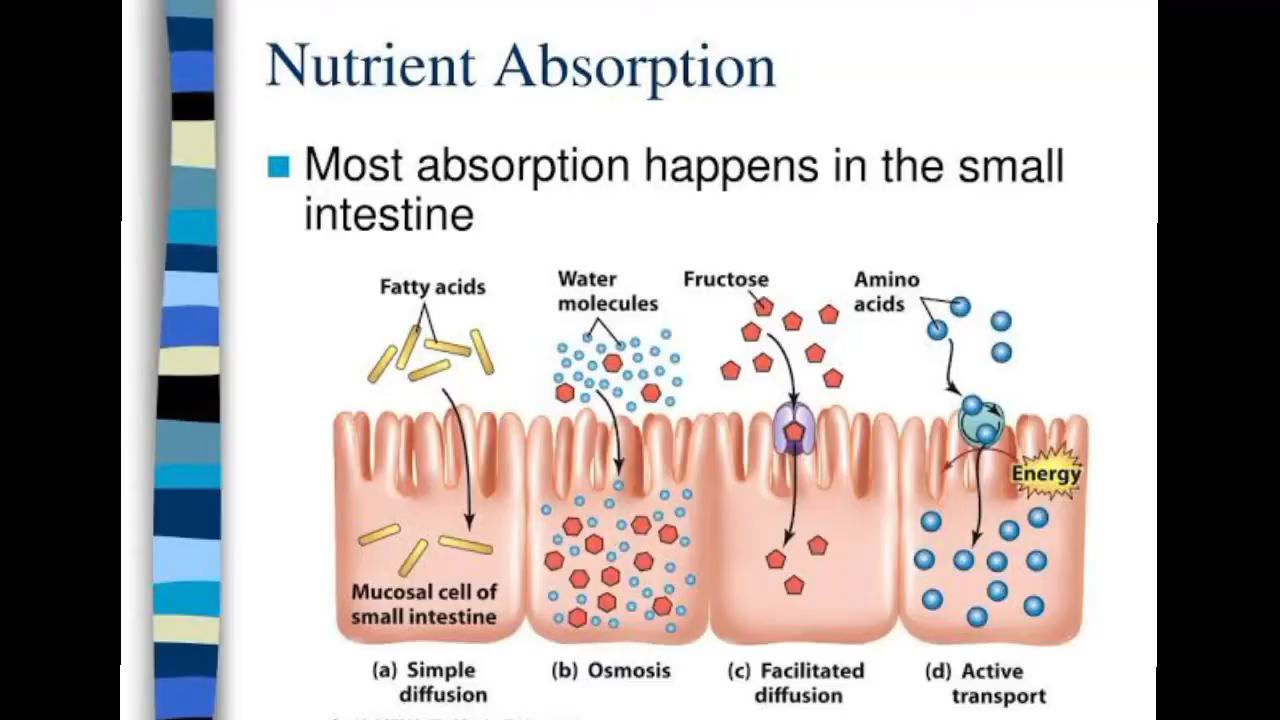 Nutrient Absorption
Most absorption happens in the small
intestine
Fatty acids
Water
molecules
Fructose
Amino
acids
Energy
Mucosal cell of
small intestine
(a) Simple
diffusion
(b) Osmosis
(c) Facilitated
diffusion
(d) Active
transport